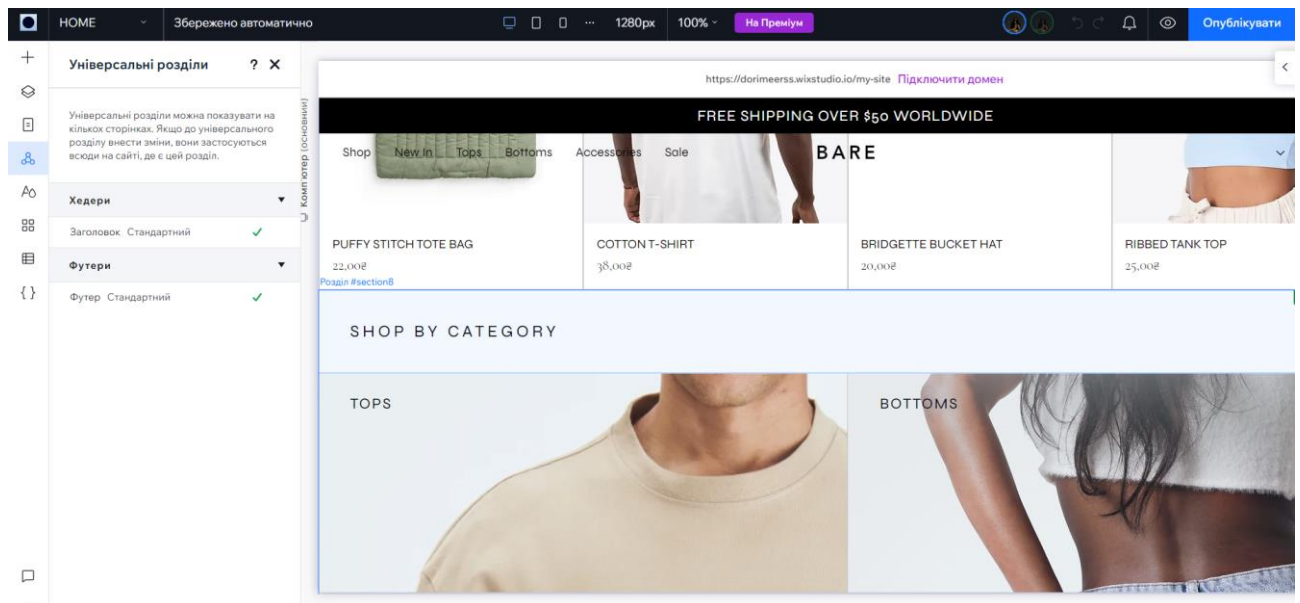 HOME
Збережено автоматично
...
1280px
100%
На Преміум
Опублікувати
Універсальні розділи
?
Універсальні розділи можна показувати на
кількох сторінках. Якщо до універсального
розділу внести зміни, вони застосуються
всюди на сайті, де є цей розділ.
Хедери
Заголовок Стандартний
Футери
Футер Стандартний
Комп'ютер (основний)
https://dorimeerss.wixstudio.io/my-site Підключити домен
FREE SHIPPING OVER $50 WORLDWIDE
Shop New In Tops Bottoms Accessories Sale
BARE
PUFFY STITCH TOTE BAG
22,00₴
COTTON T-SHIRT
38,00₴
BRIDGETTE BUCKET HAT
20,00₴
RIBBED TANK TOP
25,00₴
Розділ #section8
SHOP BY CATEGORY
TOPS
BOTTOMS